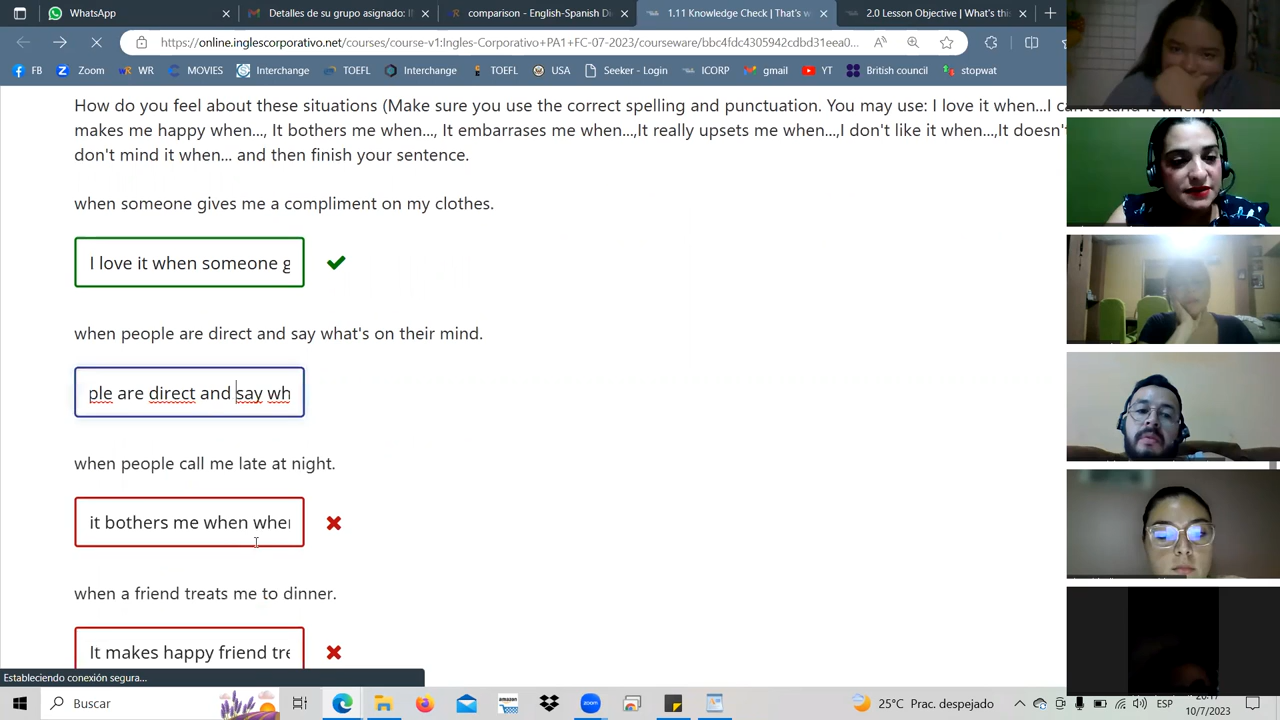 WhatsApp
Detalles de su grupo asignado: If
comparison - English-Spanish Di
1.11 Knowledge Check | That's w
2.0 Lesson Objective | What's thi
https://online.inglescorporativo.net/courses/course-v1:Ingles-Corporativo+PA1+FC-07-2023/courseware/bbc4fdc4305942cdbd31eea0...
FB
Zoom
WR
MOVIES
Interchange
TOEFL
Interchange
TOEFL
USA
Seeker - Login
ICORP
gmail
YT
British council
stopwat
How do you feel about these situations (Make sure you use the correct spelling and punctuation. You may use: I love it when...I can't stand it when, It
makes me happy when..., It bothers me when..., It embarrases me when...,It really upsets me when...,I don't like it when...,It doesn't
don't mind it when... and then finish your sentence.
when someone gives me a compliment on my clothes.
I love it when someone g
when people are direct and say what's on their mind.
ple are direct and say wh
when people call me late at night.
it bothers me when when
when a friend treats me to dinner.
It makes happy friend tre
Estableciendo conexión segura...
Buscar
amazon
zoom
25°C Prac. despejado
ESP
10/7/2023